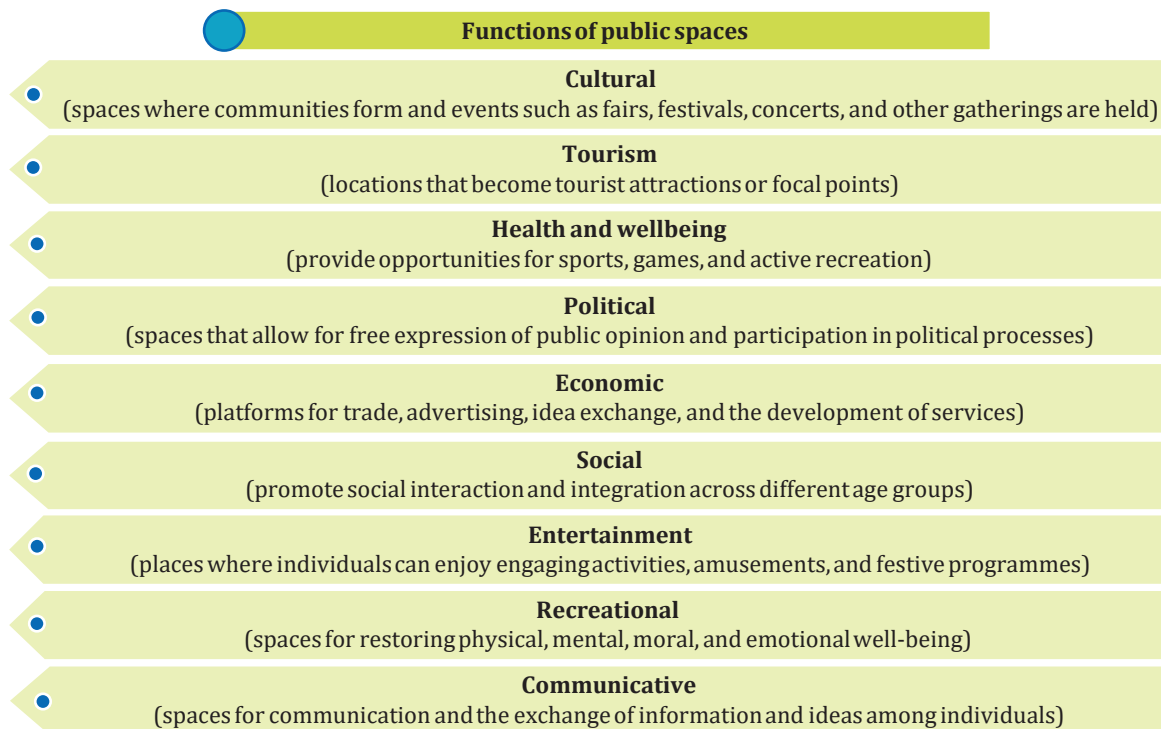 Functions of public spaces
Cultural
(spaces where communities form and events such as fairs, festivals, concerts, and other gatherings are held)
Tourism
(locations that become tourist attractions or focal points)
Health and wellbeing
(provide opportunities for sports, games, and active recreation)
Political
(spaces that allow for free expression of public opinion and participation in political processes)
Economic
(platforms for trade, advertising, idea exchange, and the development of services)
Social
(promote social interaction and integration across different age groups)
Entertainment
(places where individuals can enjoy engaging activities, amusements, and festive programmes)
Recreational
(spaces for restoring physical, mental, moral, and emotional well-being)
Communicative
(spaces for communication and the exchange of information and ideas among individuals)